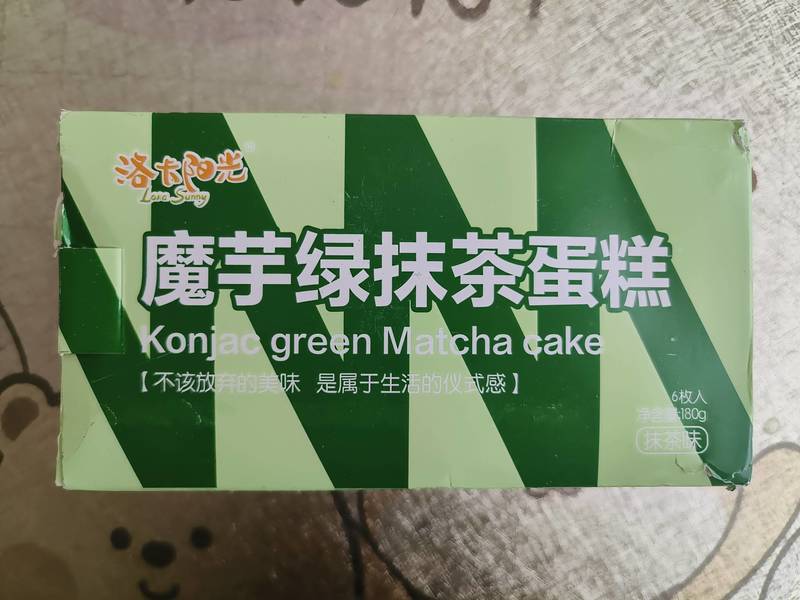 洛卡阳光®
Loka Sunny
魔芋绿抹茶蛋糕
Konjac green Matcha cake
【不该放弃的美味 是属于生活的仪式感】
6枚入
净含量:180g
抹茶味